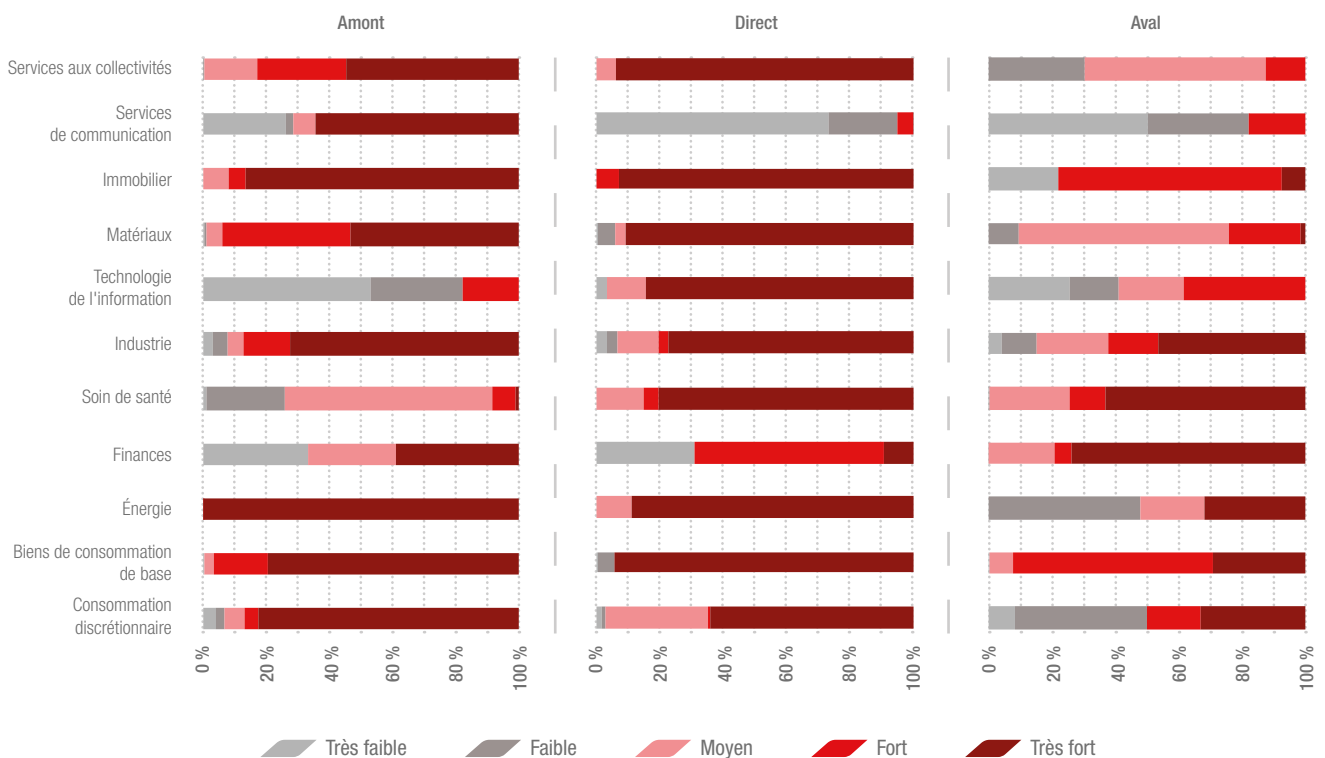 Amont
Direct
Aval
Services aux collectivités
Services
de communication
Immobilier
Matériaux
Technologie
de l'information
Industrie
Soin de santé
Finances
Énergie
Biens de consommation
de base
Consommation
discrétionnaire
0 %
20 %
40 %
60 %
80 %
100 %
0 %
20 %
40 %
60 %
80 %
100 %
0 %
20 %
40 %
60 %
80 %
100 %
Très faible
Faible
Moyen
Fort
Très fort